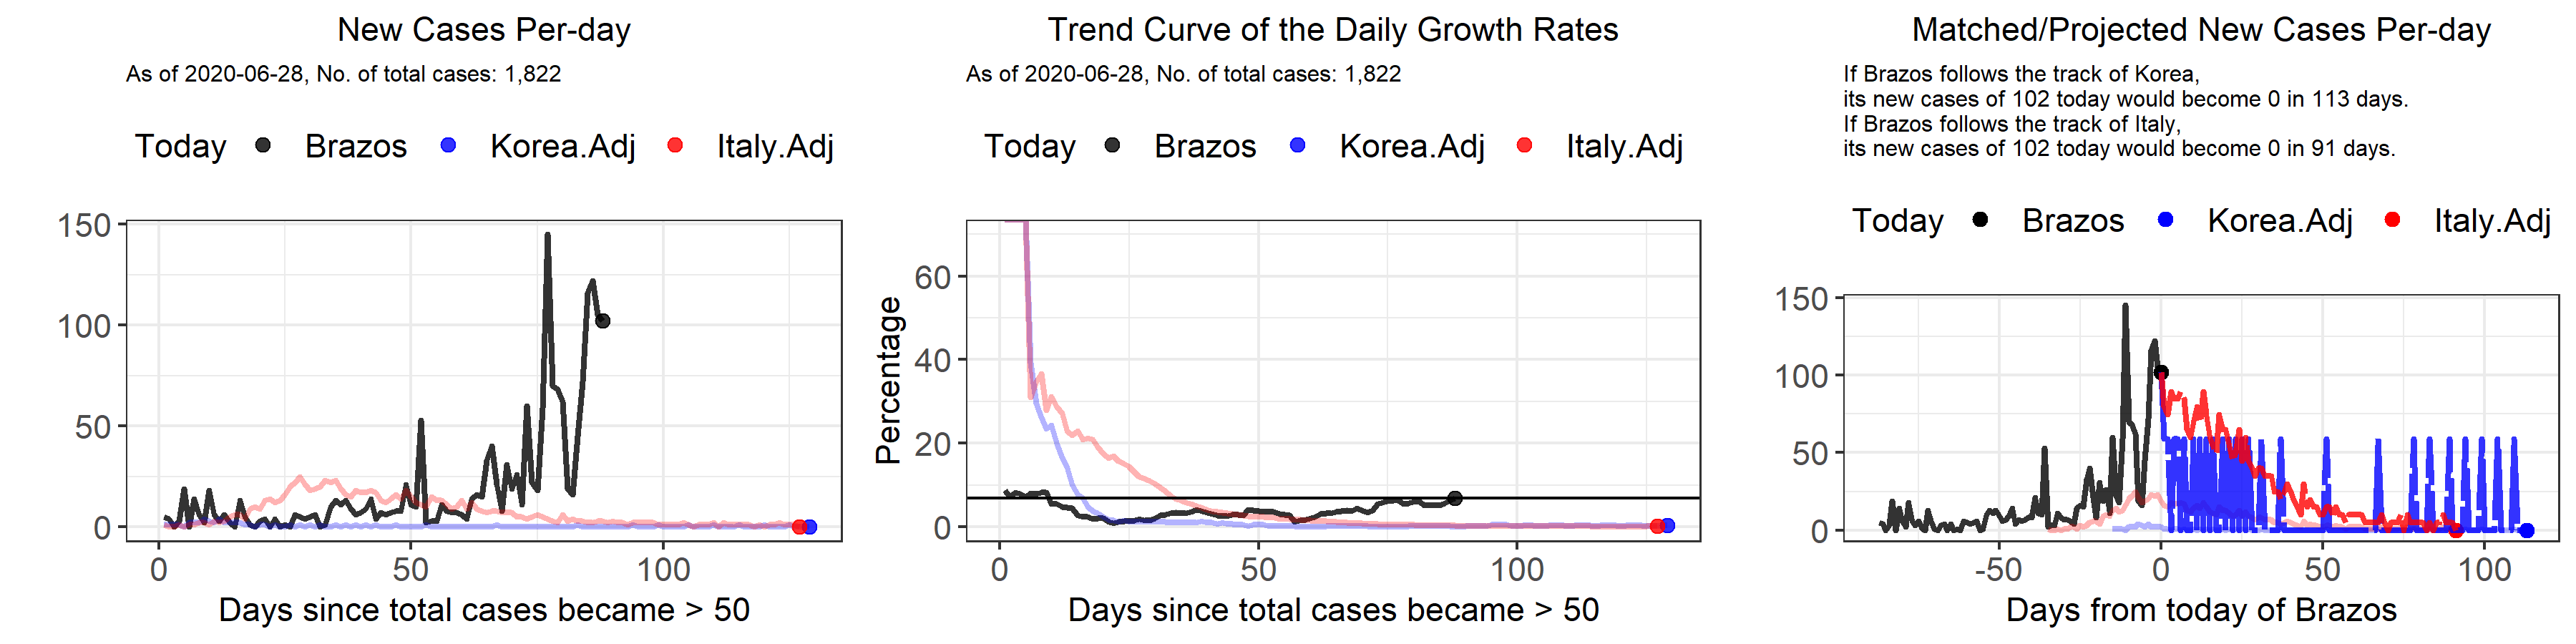 New Cases Per-day
As of 2020-06-28, No. of total cases: 1,822
Today Brazos Korea.Adj Italy.Adj
150
100
50
0
0 50 100
Days since total cases became > 50
Trend Curve of the Daily Growth Rates
As of 2020-06-28, No. of total cases: 1,822
Today Brazos Korea.Adj Italy.Adj
Percentage
60
40
20
0
0 50 100
Days since total cases became > 50
Matched/Projected New Cases Per-day
If Brazos follows the track of Korea,
its new cases of 102 today would become 0 in 113 days.
If Brazos follows the track of Italy,
its new cases of 102 today would become 0 in 91 days.
Today Brazos Korea.Adj Italy.Adj
150
100
50
0
-50 0 50 100
Days from today of Brazos